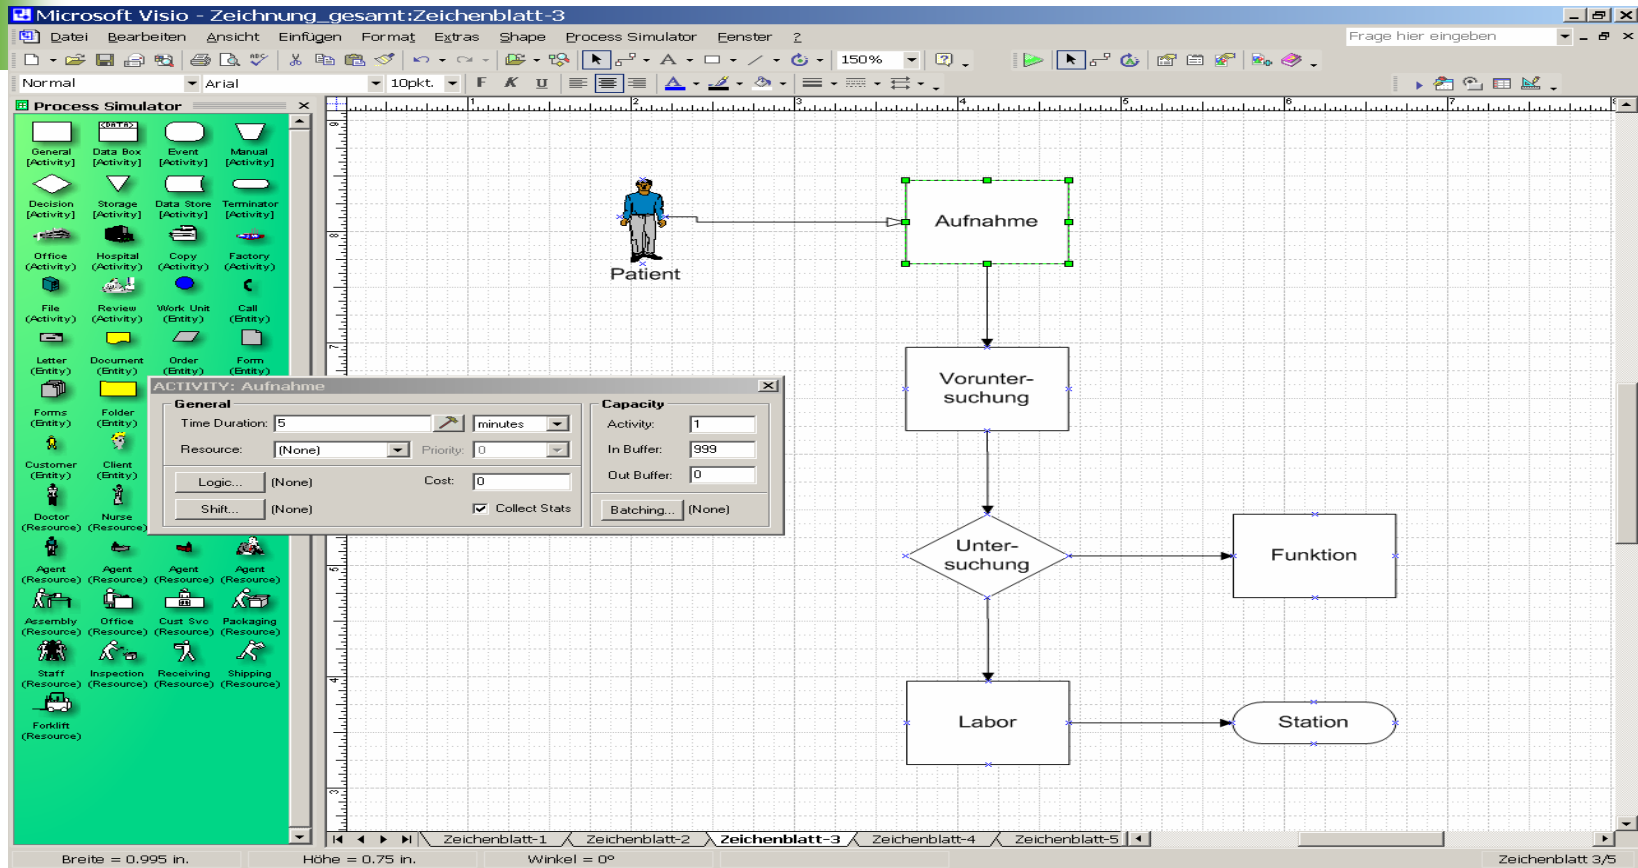 Microsoft Visio - Zeichnung_gesamt:Zeichenblatt-3
Datei Bearbeiten Ansicht Einfügen Format Extras Shape Process Simulator Fenster ?
Frage hier eingeben
150%
Normal Arial 10pkt. F K U
Process Simulator
General [Activity] Data Box [Activity] Event [Activity] Manual [Activity]
Decision [Activity] Storage [Activity] Data Store [Activity] Terminator [Activity]
Office (Activity) Hospital (Activity) Copy (Activity) Factory (Activity)
File (Activity) Review (Activity) Work Unit (Entity) Call (Entity)
Letter (Entity) Document (Entity) Order (Entity) Form (Entity)
Forms (Entity) Folder (Entity)
Customer (Entity) Client (Entity)
Doctor (Resource) Nurse (Resource)
Agent (Resource) Agent (Resource) Agent (Resource) Agent (Resource)
Assembly (Resource) Office (Resource) Cust Svc (Resource) Packaging (Resource)
Staff (Resource) Inspection (Resource) Receiving (Resource) Shipping (Resource)
Forklift (Resource)
ACTIVITY: Aufnahme
General
Time Duration: 5 minutes
Resource: (None) Priority: 0
Logic... (None) Cost: 0
Shift... (None) Collect Stats
Capacity
Activity: 1
In Buffer: 999
Out Buffer: 0
Batching... (None)
Patient
Aufnahme
Vorunter-
suchung
Unter-
suchung
Funktion
Labor
Station
Zeichenblatt-1 Zeichenblatt-2 Zeichenblatt-3 Zeichenblatt-4 Zeichenblatt-5
Breite = 0.995 in. Höhe = 0.75 in. Winkel = 0° Zeichenblatt 3/5